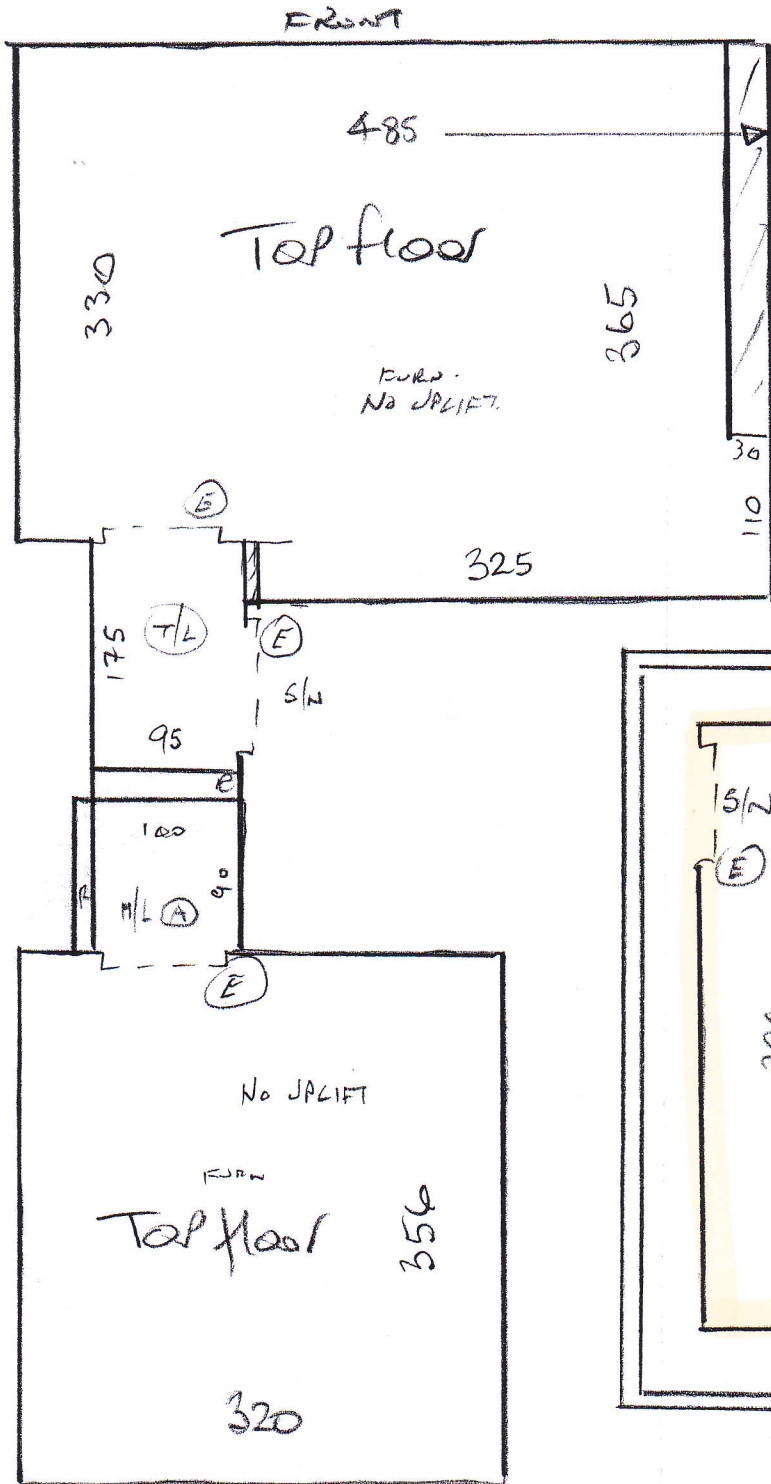 FRONT
485
Top floor
330
365
FURN.
NO UPLIFT.
30
110
E
325
T/L
175
E
S/N
95
R
100
90
R
M/L A
E
S/N
E
NO UPLIFT
FURN
Top floor
356
320